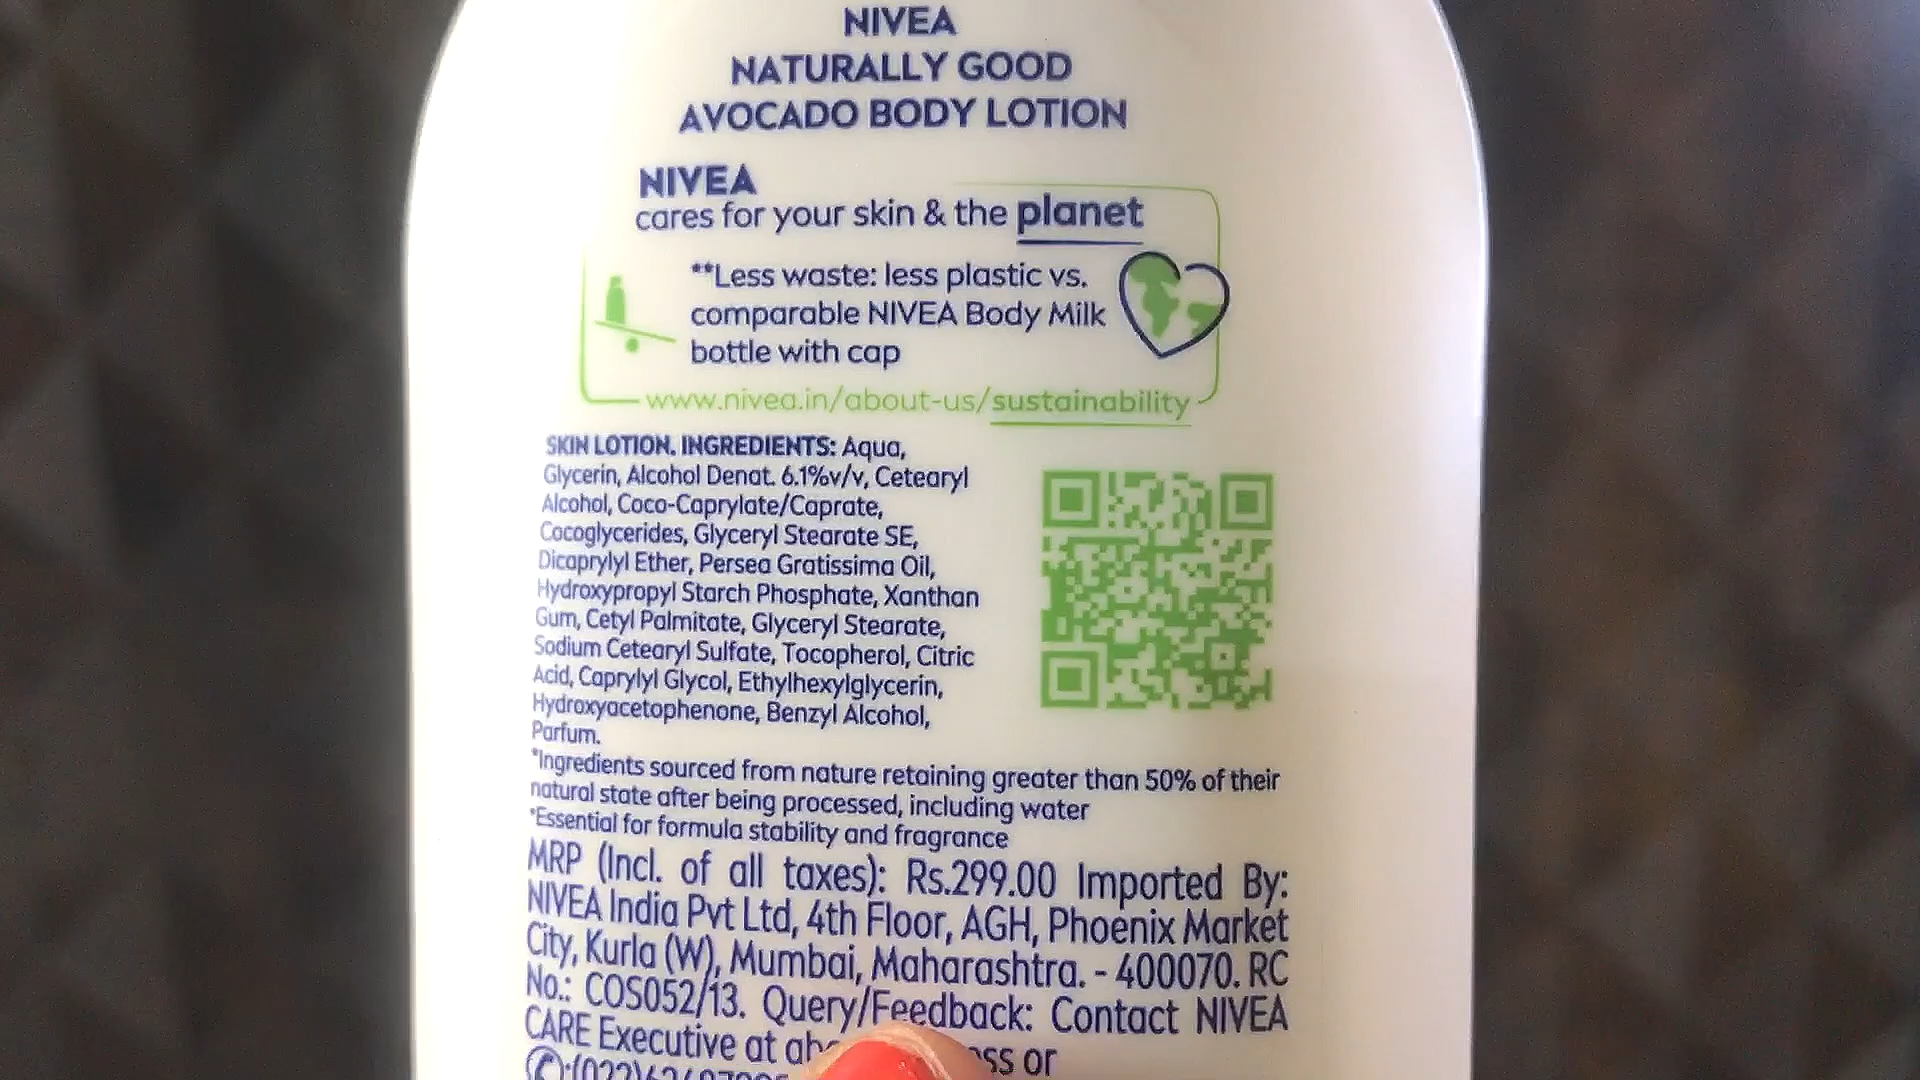 NIVEA
NATURALLY GOOD
AVOCADO BODY LOTION
NIVEA
cares for your skin & the planet
**Less waste: less plastic vs.
comparable NIVEA Body Milk
bottle with cap
www.nivea.in/about-us/sustainability
SKIN LOTION. INGREDIENTS: Aqua,
Glycerin, Alcohol Denat. 6.1%v/v, Cetearyl
Alcohol, Coco-Caprylate/Caprate,
Cocoglycerides, Glyceryl Stearate SE,
Dicaprylyl Ether, Persea Gratissima Oil,
Hydroxypropyl Starch Phosphate, Xanthan
Gum, Cetyl Palmitate, Glyceryl Stearate,
Sodium Cetearyl Sulfate, Tocopherol, Citric
Acid, Caprylyl Glycol, Ethylhexylglycerin,
Hydroxyacetophenone, Benzyl Alcohol,
Parfum.
*Ingredients sourced from nature retaining greater than 50% of their
natural state after being processed, including water
*Essential for formula stability and fragrance
MRP (Incl. of all taxes): Rs.299.00 Imported By:
NIVEA India Pvt Ltd, 4th Floor, AGH, Phoenix Market
City, Kurla (W), Mumbai, Maharashtra. - 400070. RC
No.: COS052/13. Query/Feedback: Contact NIVEA
CARE Executive at or